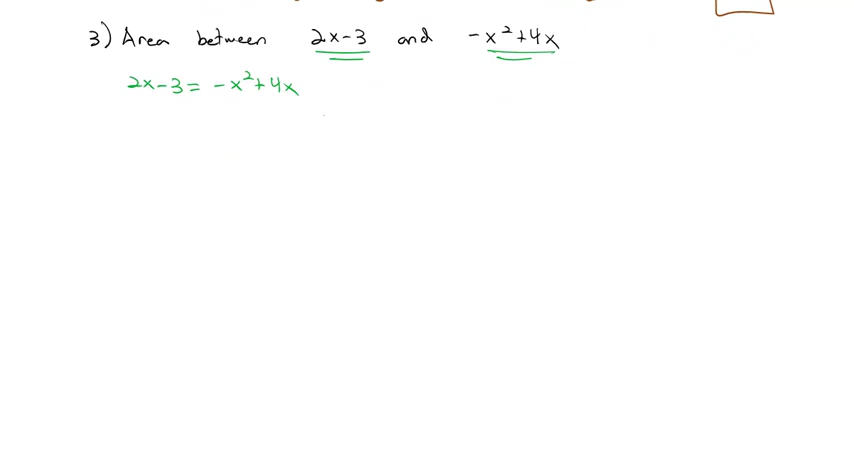 3) Area between 2x-3 and -x²+4x
2x-3 = -x²+4x